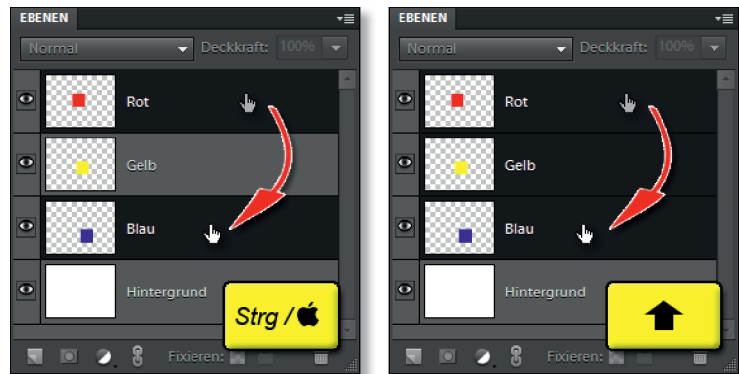 EBENEN
Normal Deckkraft: 100%
Rot
Gelb
Blau
Hintergrund
Strg /
Fixieren:
EBENEN
Normal Deckkraft: 100%
Rot
Gelb
Blau
Hintergrund
Fixieren: